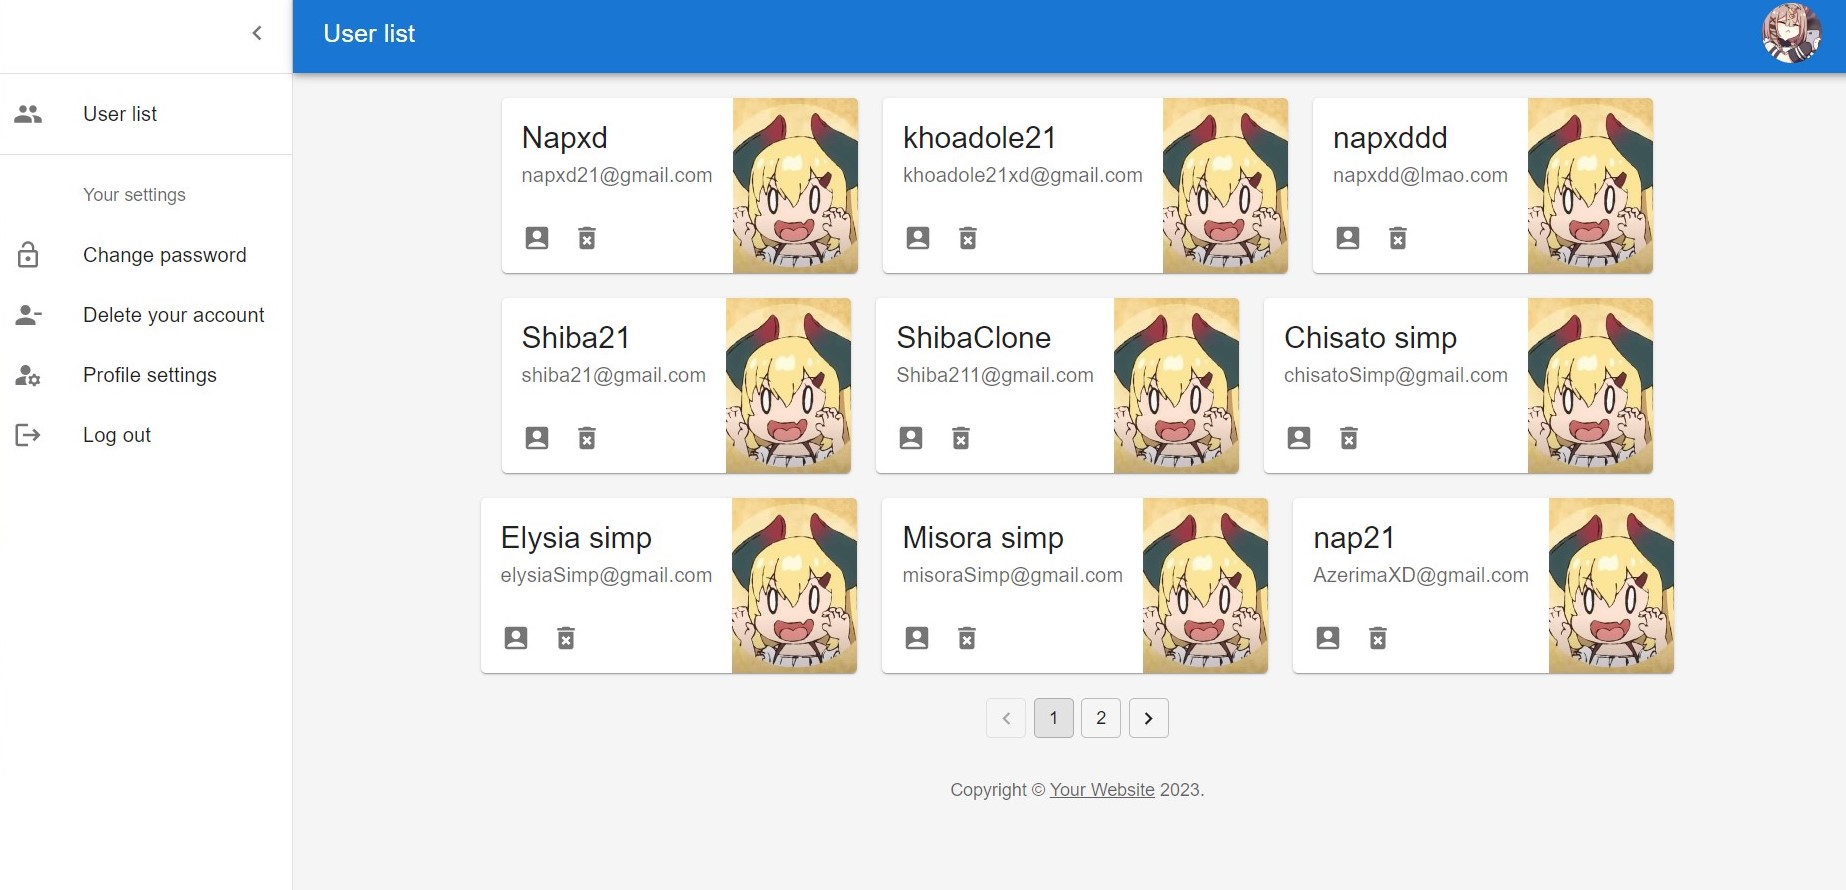 User list
User list
Your settings
Change password
Delete your account
Profile settings
Log out
Napxd
napxd21@gmail.com
khoadole21
khoadole21xd@gmail.com
napxddd
napxdd@lmao.com
Shiba21
shiba21@gmail.com
ShibaClone
Shiba211@gmail.com
Chisato simp
chisatoSimp@gmail.com
Elysia simp
elysiaSimp@gmail.com
Misora simp
misoraSimp@gmail.com
nap21
AzerimaXD@gmail.com
1
2
Copyright © Your Website 2023.